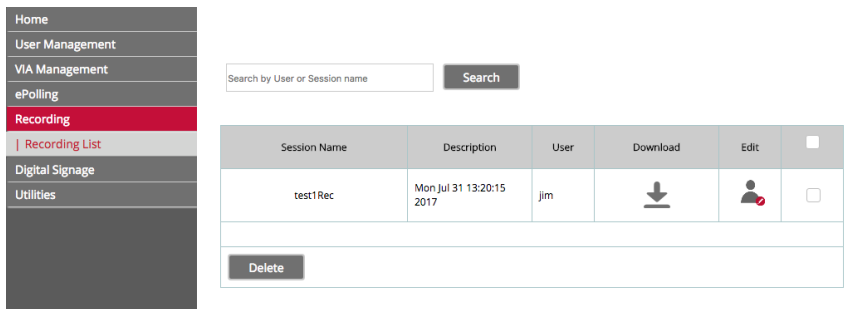 Home
User Management
VIA Management
ePolling
Recording
| Recording List
Digital Signage
Utilities
Search by User or Session name
Search
Session Name Description User Download Edit
test1Rec Mon Jul 31 13:20:15 jim
2017
Delete